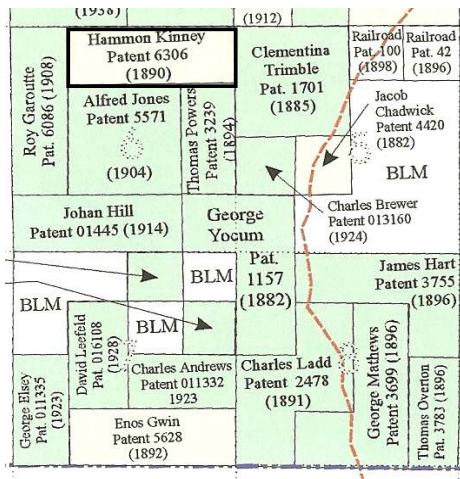 (1938)
(1912)
Hammon Kinney
Patent 6306
(1890)
Roy Garoutte
Pat. 6086 (1908)
Alfred Jones
Patent 5571
(1904)
Thomas Powers
Patent 3239
(1894)
Clementina
Trimble
Pat. 1701
(1885)
Railroad
Pat. 100
(1898)
Railroad
Pat. 42
(1896)
Jacob
Chadwick
Patent 4420
(1882)
BLM
Charles Brewer
Patent 013160
(1924)
Johan Hill
Patent 01445 (1914)
George
Yocum
Pat.
1157
(1882)
BLM
BLM
BLM
James Hart
Patent 3755
(1896)
David Leefeld
Pat. 016108
(1928)
George Elsey
Pat. 011335
(1923)
Charles Andrews
Patent 011332
1923
Charles Ladd
Patent 2478
(1891)
George Mathews
Patent 3699 (1896)
Thomas Overton
Pat. 3783 (1896)
Enos Gwin
Patent 5628
(1892)